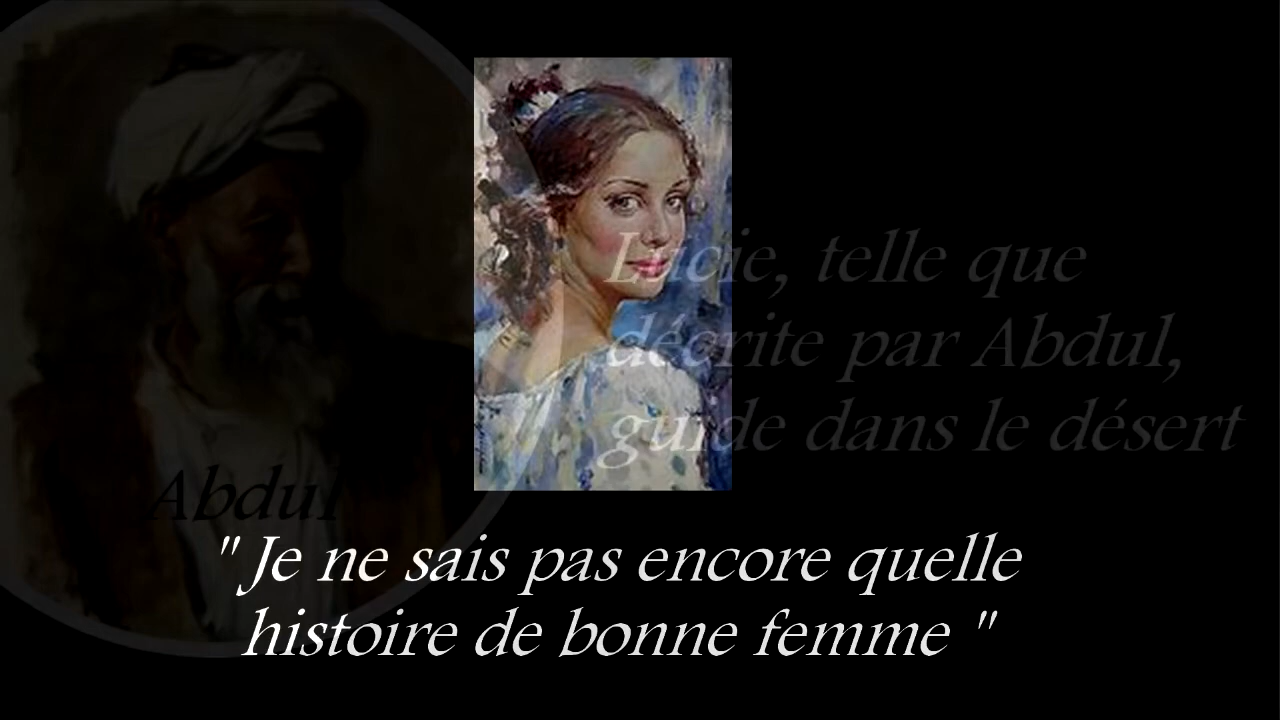 Lucie, telle que
décrite par Abdul,
guide dans le désert
Abdul
" Je ne sais pas encore quelle
histoire de bonne femme "